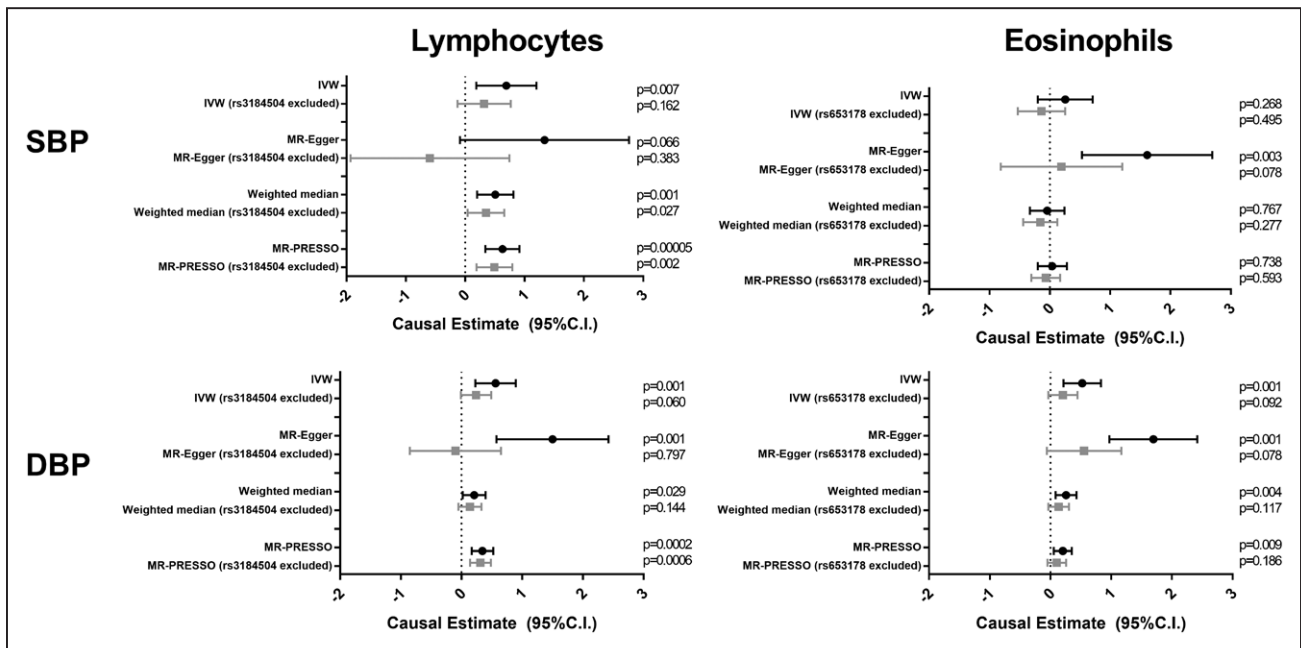 Lymphocytes
Eosinophils
SBP
IVW
IVW (rs3184504 excluded)
MR-Egger
MR-Egger (rs3184504 excluded)
Weighted median
Weighted median (rs3184504 excluded)
MR-PRESSO
MR-PRESSO (rs3184504 excluded)
p=0.007
p=0.162
p=0.066
p=0.383
p=0.001
p=0.027
p=0.00005
p=0.002
-2 -1 0 1 2 3
Causal Estimate (95%C.I.)
IVW
IVW (rs653178 excluded)
MR-Egger
MR-Egger (rs653178 excluded)
Weighted median
Weighted median (rs653178 excluded)
MR-PRESSO
MR-PRESSO (rs653178 excluded)
p=0.268
p=0.495
p=0.003
p=0.078
p=0.767
p=0.277
p=0.738
p=0.593
-2 -1 0 1 2 3
Causal Estimate (95%C.I.)
DBP
IVW
IVW (rs3184504 excluded)
MR-Egger
MR-Egger (rs3184504 excluded)
Weighted median
Weighted median (rs3184504 excluded)
MR-PRESSO
MR-PRESSO (rs3184504 excluded)
p=0.001
p=0.060
p=0.001
p=0.797
p=0.029
p=0.144
p=0.0002
p=0.0006
-2 -1 0 1 2 3
Causal Estimate (95%C.I.)
IVW
IVW (rs653178 excluded)
MR-Egger
MR-Egger (rs653178 excluded)
Weighted median
Weighted median (rs653178 excluded)
MR-PRESSO
MR-PRESSO (rs653178 excluded)
p=0.001
p=0.092
p=0.001
p=0.078
p=0.004
p=0.117
p=0.009
p=0.186
-2 -1 0 1 2 3
Causal Estimate (95%C.I.)